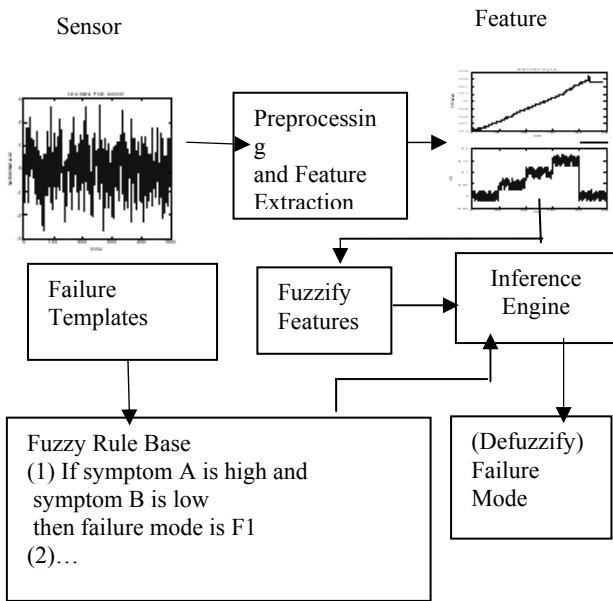 Sensor
Feature
Preprocessin
g
and Feature
Extraction
Failure
Templates
Fuzzify
Features
Inference
Engine
Fuzzy Rule Base
(1) If symptom A is high and
symptom B is low
then failure mode is F1
(2)…
(Defuzzify)
Failure
Mode